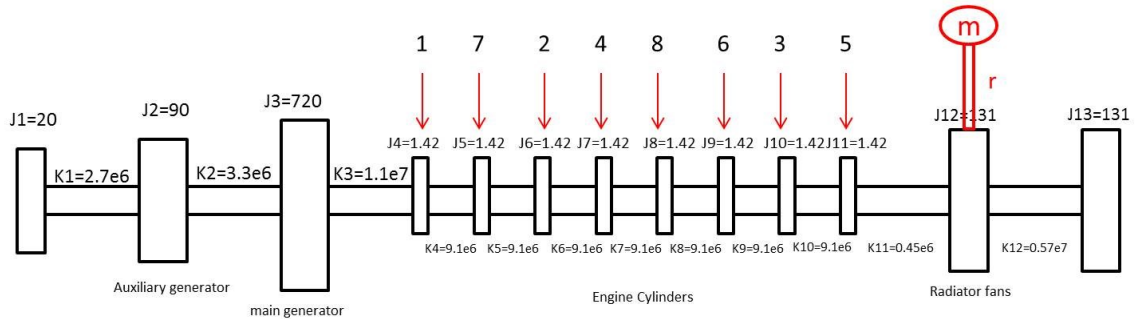 m
1 7 2 4 8 6 3 5
r
J1=20 J2=90 J3=720 J12=131 J13=131
J4=1.42 J5=1.42 J6=1.42 J7=1.42 J8=1.42 J9=1.42 J10=1.42 J11=1.42
K1=2.7e6 K2=3.3e6 K3=1.1e7
K4=9.1e6 K5=9.1e6 K6=9.1e6 K7=9.1e6 K8=9.1e6 K9=9.1e6 K10=9.1e6 K11=0.45e6 K12=0.57e7
Auxiliary generator
main generator
Engine Cylinders
Radiator fans